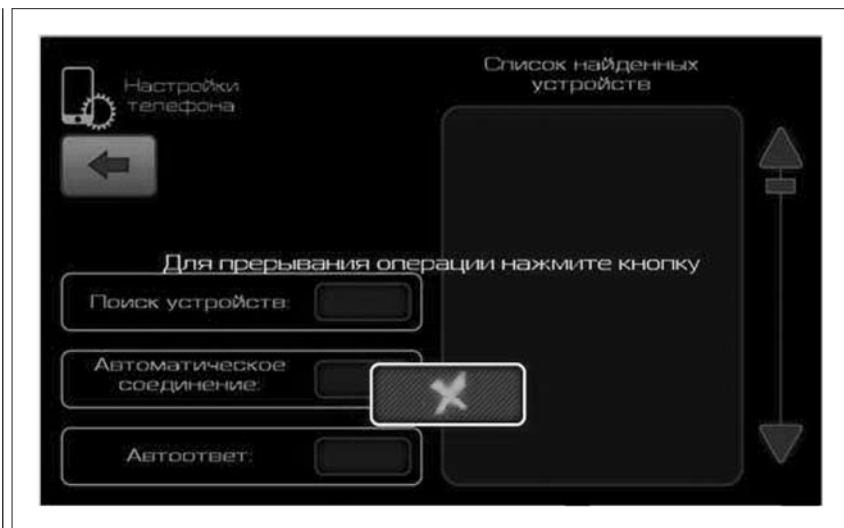 Настройки
телефона
Список найденных
устройств
Для прерывания операции нажмите кнопку
Поиск устройств:
Автоматическое
соединение:
Автоответ: